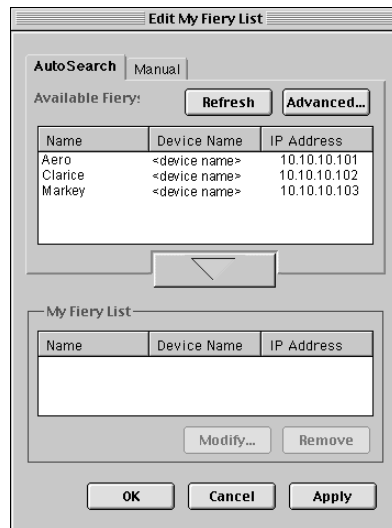 Edit My Fiery List
AutoSearch Manual
Available Fiery: Refresh Advanced...
Name Device Name IP Address
Aero <device name> 10.10.10.101
Clarice <device name> 10.10.10.102
Markey <device name> 10.10.10.103
My Fiery List
Name Device Name IP Address
Modify... Remove
OK Cancel Apply